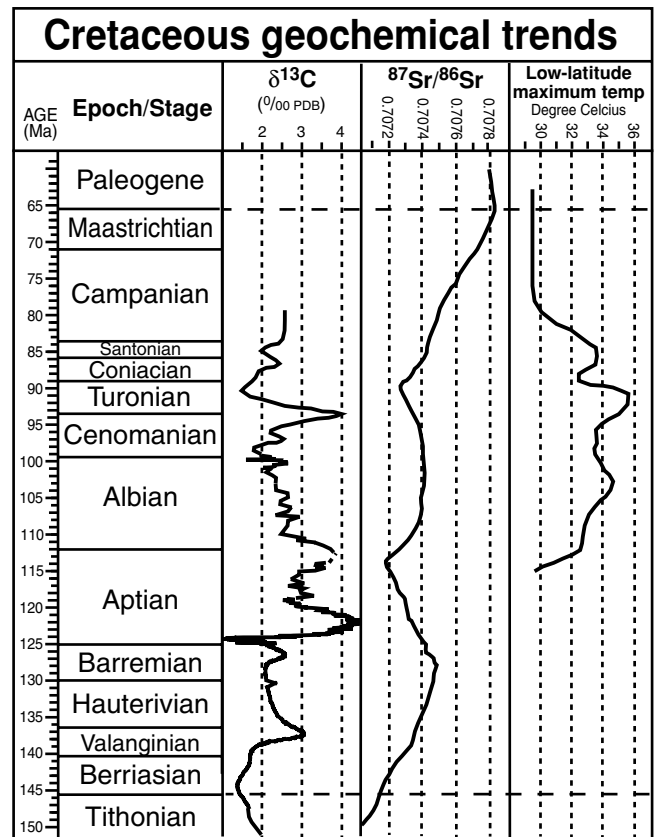 Cretaceous geochemical trends
AGE
(Ma)
Epoch/Stage
δ13C
(0/00 PDB)
2 3 4
87Sr/86Sr
0.7072
0.7074
0.7076
0.7078
Low-latitude
maximum temp
Degree Celcius
30
32
34
36
Paleogene
65
Maastrichtian
70
75
Campanian
80
Santonian
85
Coniacian
90
Turonian
95
Cenomanian
100
Albian
105
110
115
Aptian
120
125
Barremian
130
Hauterivian
135
Valanginian
140
Berriasian
145
Tithonian
150